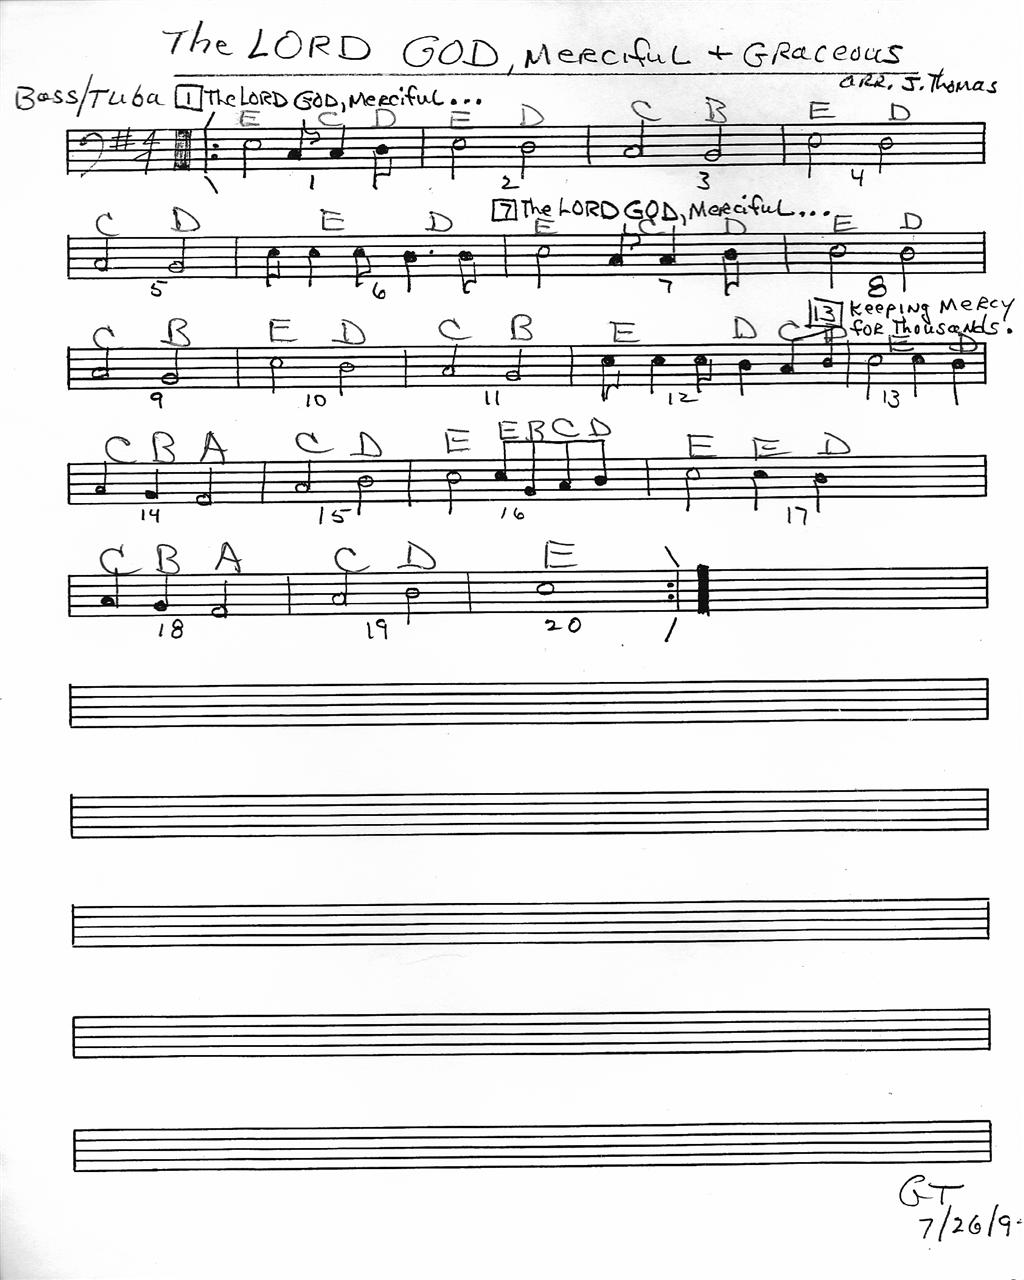 The LORD GOD, Merciful + Graceous
arr. J. Thomas
Bass/Tuba 1 The LORD GOD, Merciful...
E C D E D C B E D
4/4
1 2 3 4
7 The LORD GOD, Merciful...
C D E D E C D E D
5 6 7 8
13 Keeping Mercy
for Thousands.
C B E D C B E D C D E D
9 10 11 12 13
C B A C D E E B C D E E D
14 15 16 17
C B A C D E
18 19 20
GT
7/26/9